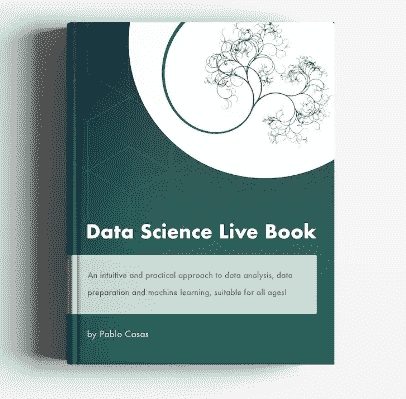 Data Science Live Book
An intuitive and practical approach to data analysis, data
preparation and machine learning, suitable for all ages!
by Pablo Casas